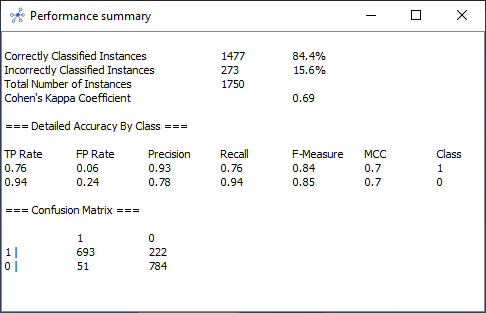 Performance summary
Correctly Classified Instances 1477 84.4%
Incorrectly Classified Instances 273 15.6%
Total Number of Instances 1750
Cohen's Kappa Coefficient 0.69
=== Detailed Accuracy By Class ===
TP Rate FP Rate Precision Recall F-Measure MCC Class
0.76 0.06 0.93 0.76 0.84 0.7 1
0.94 0.24 0.78 0.94 0.85 0.7 0
=== Confusion Matrix ===
1 0
1 | 693 222
0 | 51 784